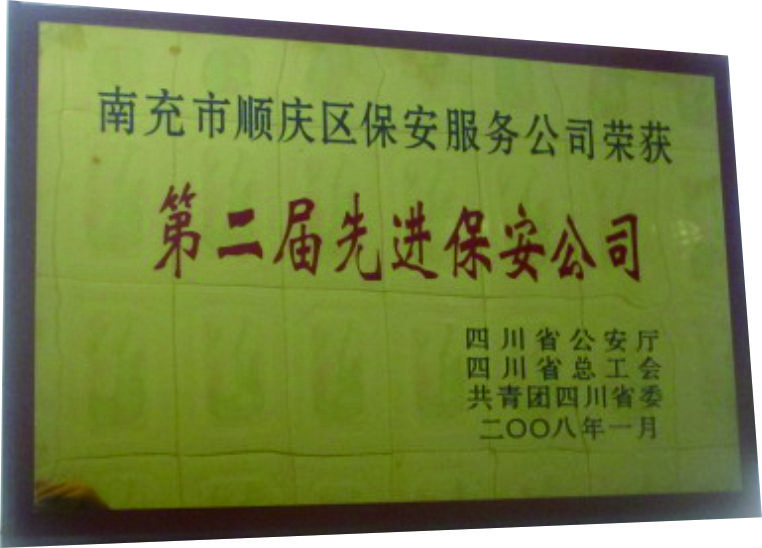 南充市顺庆区保安服务公司荣获
第二届先进保安公司
四川省公安厅
四川省总工会
共青团四川省委
二〇〇八年一月